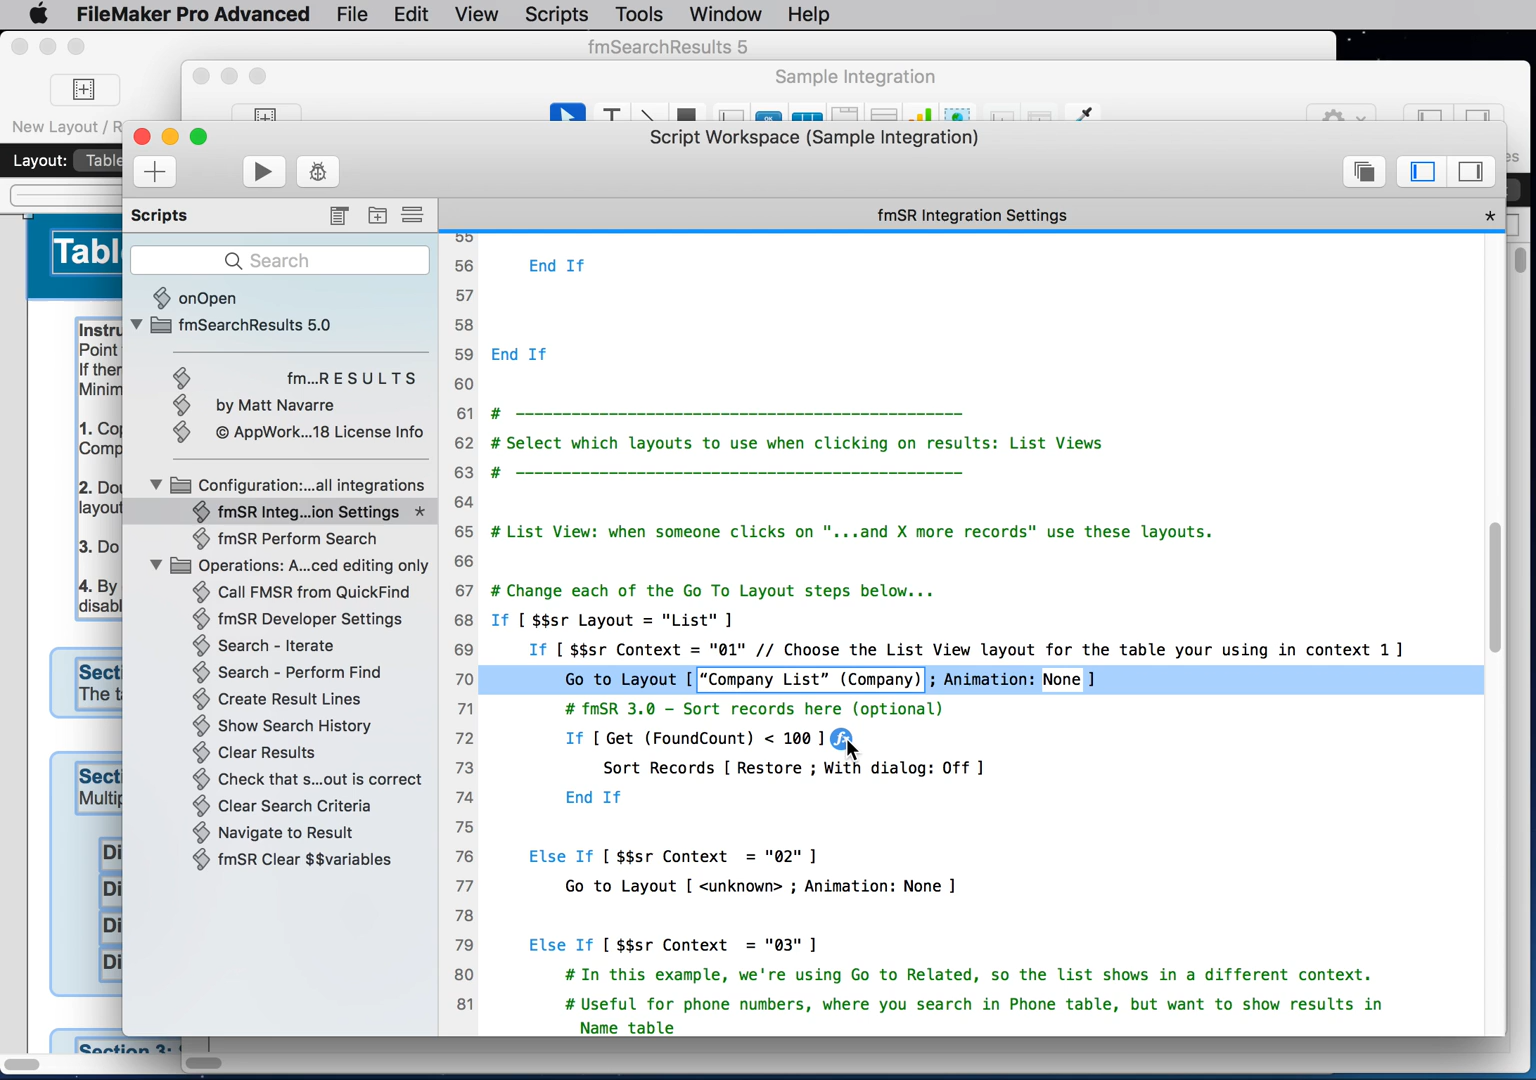 FileMaker Pro Advanced File Edit View Scripts Tools Window Help
fmSearchResults 5
Sample Integration
New Layout / R
Layout: Table
Script Workspace (Sample Integration)
Scripts
fmSR Integration Settings *
Search
onOpen
fmSearchResults 5.0
fm...R E S U L T S
by Matt Navarre
© AppWork...18 License Info
Configuration:...all integrations
fmSR Integ...ion Settings *
fmSR Perform Search
Operations: A...ced editing only
Call FMSR from QuickFind
fmSR Developer Settings
Search - Iterate
Search - Perform Find
Create Result Lines
Show Search History
Clear Results
Check that s...out is correct
Clear Search Criteria
Navigate to Result
fmSR Clear $$variables
55
56 End If
57
58
59 End If
60
61 # ------------------------------------------------
62 # Select which layouts to use when clicking on results: List Views
63 # ------------------------------------------------
64
65 # List View: when someone clicks on "...and X more records" use these layouts.
66
67 # Change each of the Go To Layout steps below...
68 If [ $$sr Layout = "List" ]
69 If [ $$sr Context = "01" // Choose the List View layout for the table your using in context 1 ]
70 Go to Layout [ “Company List” (Company) ; Animation: None ]
71 # fmSR 3.0 - Sort records here (optional)
72 If [ Get (FoundCount) < 100 ]
73 Sort Records [ Restore ; With dialog: Off ]
74 End If
75
76 Else If [ $$sr Context = "02" ]
77 Go to Layout [ <unknown> ; Animation: None ]
78
79 Else If [ $$sr Context = "03" ]
80 # In this example, we're using Go to Related, so the list shows in a different context.
81 # Useful for phone numbers, where you search in Phone table, but want to show results in
Name table
Tabl
Instru
Point
If ther
Minim
1. Cop
Comp
2. Dou
layout
3. Do
4. By
disabl
Secti
The ta
Secti
Multip
Di
Di
Di
Di
Section 3: